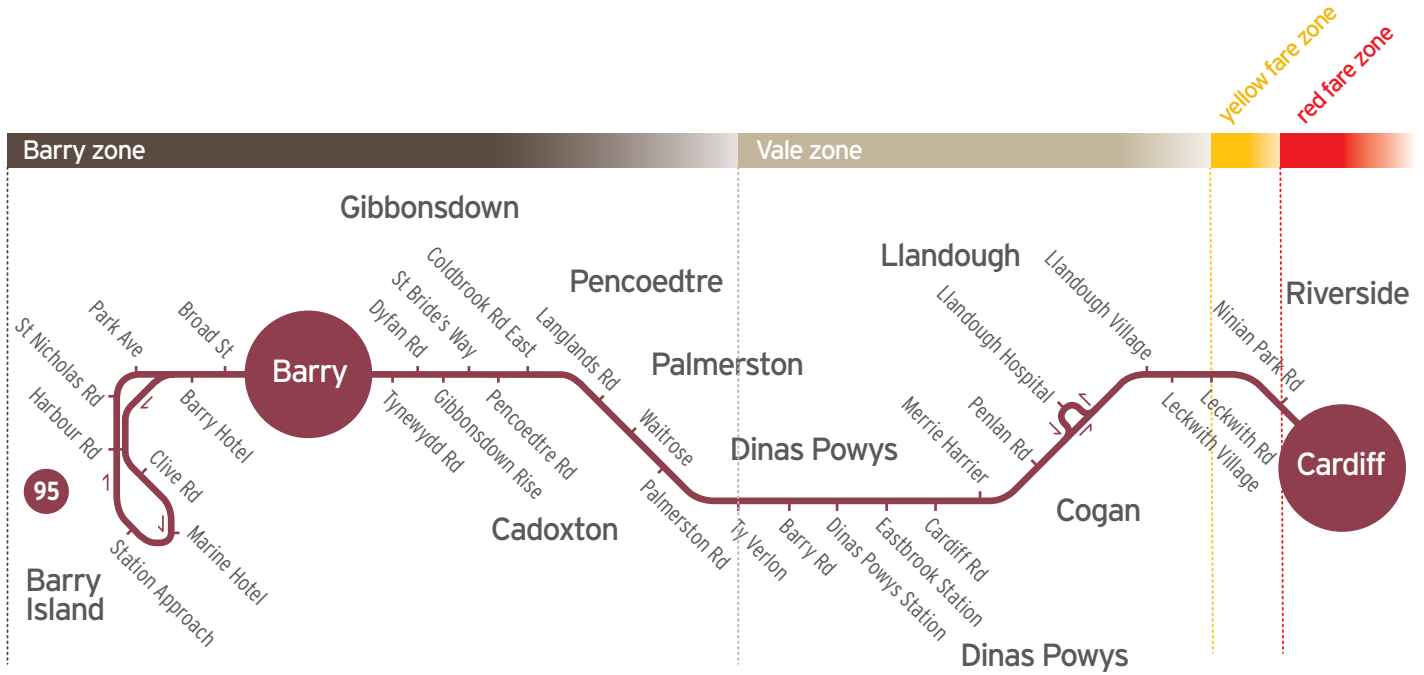 yellow fare zone
red fare zone
Barry zone
Vale zone
Gibbonsdown
Pencoedtre
Palmerston
Llandough
Riverside
Dinas Powys
Cadoxton
Cogan
Barry
Island
Dinas Powys
95
Station Approach
Harbour Rd
St Nicholas Rd
Park Ave
Marine Hotel
Clive Rd
Barry Hotel
Broad St
Barry
Tynewydd Rd
Dyfan Rd
Gibbonsdown Rise
St Bride's Way
Pencoedtre Rd
Coldbrook Rd East
Langlands Rd
Waitrose
Palmerston Rd
Ty Verlon
Barry Rd
Dinas Powys Station
Eastbrook Station
Cardiff Rd
Merrie Harrier
Penlan Rd
Llandough Hospital
Llandough Village
Leckwith Village
Leckwith Rd
Ninian Park Rd
Cardiff